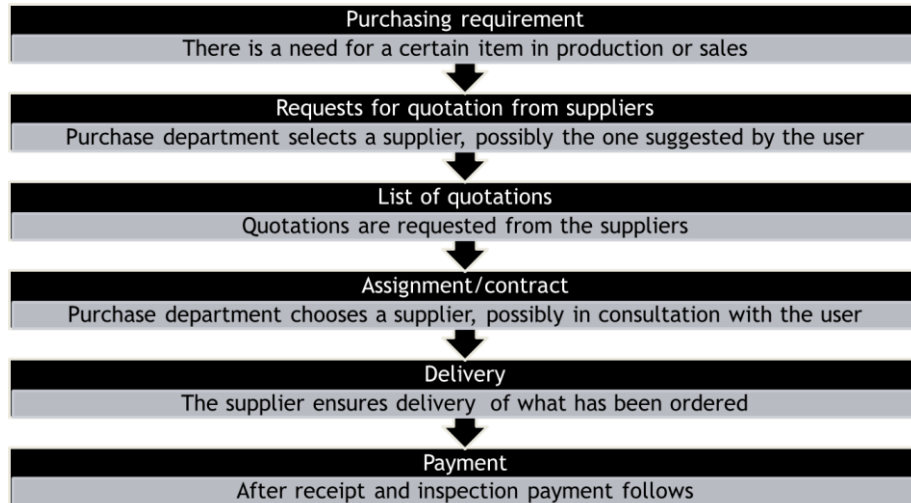 Purchasing requirement
There is a need for a certain item in production or sales
Requests for quotation from suppliers
Purchase department selects a supplier, possibly the one suggested by the user
List of quotations
Quotations are requested from the suppliers
Assignment/contract
Purchase department chooses a supplier, possibly in consultation with the user
Delivery
The supplier ensures delivery of what has been ordered
Payment
After receipt and inspection payment follows